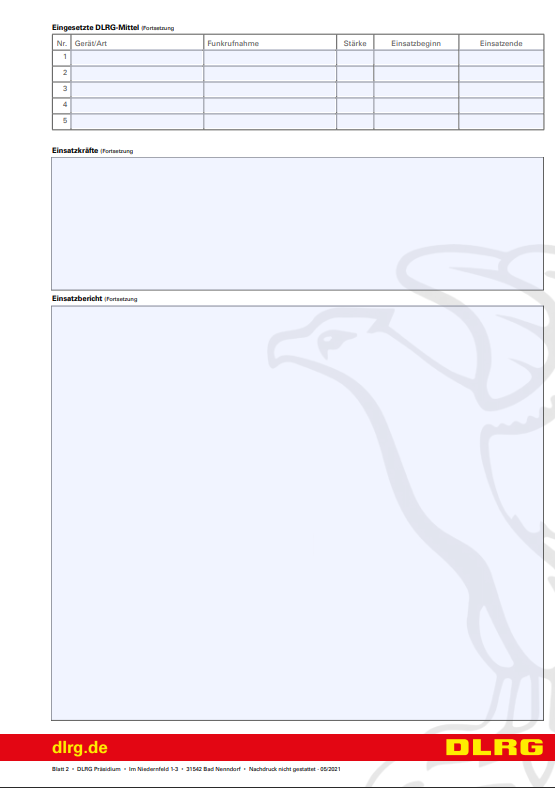 Eingesetzte DLRG-Mittel (Fortsetzung
Nr. Gerät/Art Funkrufnahme Stärke Einsatzbeginn Einsatzende
1
2
3
4
5
Einsatzkräfte (Fortsetzung
Einsatzbericht (Fortsetzung
dlrg.de DLRG
Blatt 2 • DLRG Präsidium • Im Niedernfeld 1-3 • 31542 Bad Nenndorf • Nachdruck nicht gestattet - 05/2021